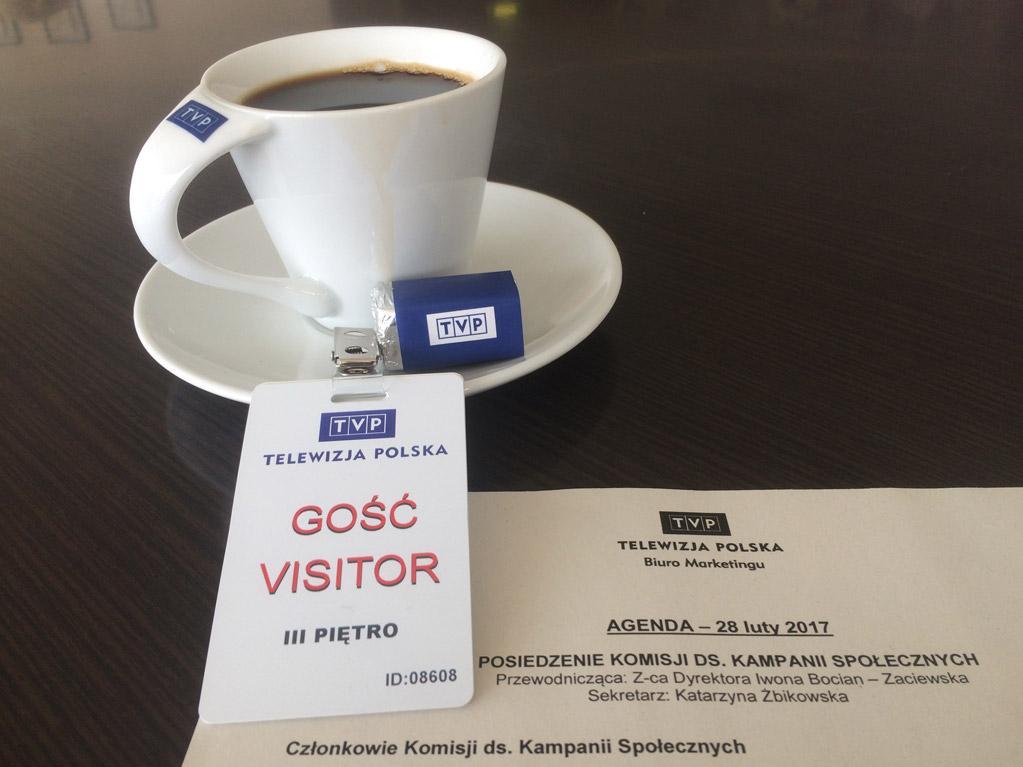 TVP
TVP
TVP
TELEWIZJA POLSKA
GOŚĆ
VISITOR
III PIĘTRO
ID:08608
TVP
TELEWIZJA POLSKA
Biuro Marketingu
AGENDA – 28 luty 2017
POSIEDZENIE KOMISJI DS. KAMPANII SPOŁECZNYCH
Przewodnicząca: Z-ca Dyrektora Iwona Bocian – Zaciewska
Sekretarz: Katarzyna Żbikowska
Członkowie Komisji ds. Kampanii Społecznych